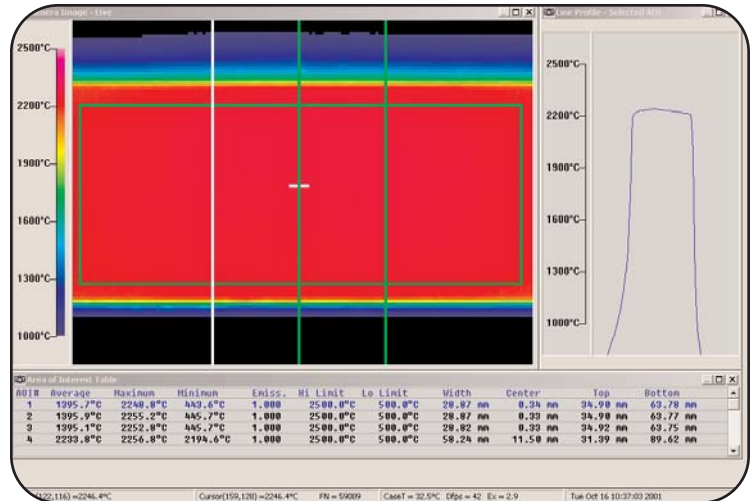 Camera Image - Live
Line Profile - Selected AOI
2500°C
2200°C
1900°C
1600°C
1300°C
1000°C
2500°C
2200°C
1900°C
1600°C
1300°C
1000°C
Area of Interest Table
AOI# Average Maximum Minimum Emiss. Hi Limit Lo Limit Width Center Top Bottom
1 1395.7°C 2248.8°C 443.6°C 1.000 2500.0°C 500.0°C 28.87 mm 0.34 mm 34.90 mm 63.78 mm
2 1395.9°C 2255.2°C 445.7°C 1.000 2500.0°C 500.0°C 28.87 mm 0.33 mm 34.90 mm 63.77 mm
3 1395.1°C 2252.8°C 445.7°C 1.000 2500.0°C 500.0°C 28.82 mm 0.33 mm 34.92 mm 63.75 mm
4 2233.8°C 2256.8°C 2194.6°C 1.000 2500.0°C 500.0°C 58.24 mm 11.50 mm 31.39 mm 89.62 mm
(122,116) =2246.4°C Cursor(159,128) =2246.4°C FN = 59009 CaseT = 32.5°C Dfps = 42 Ex = 2.9 Tue Oct 16 10:37:03 2001